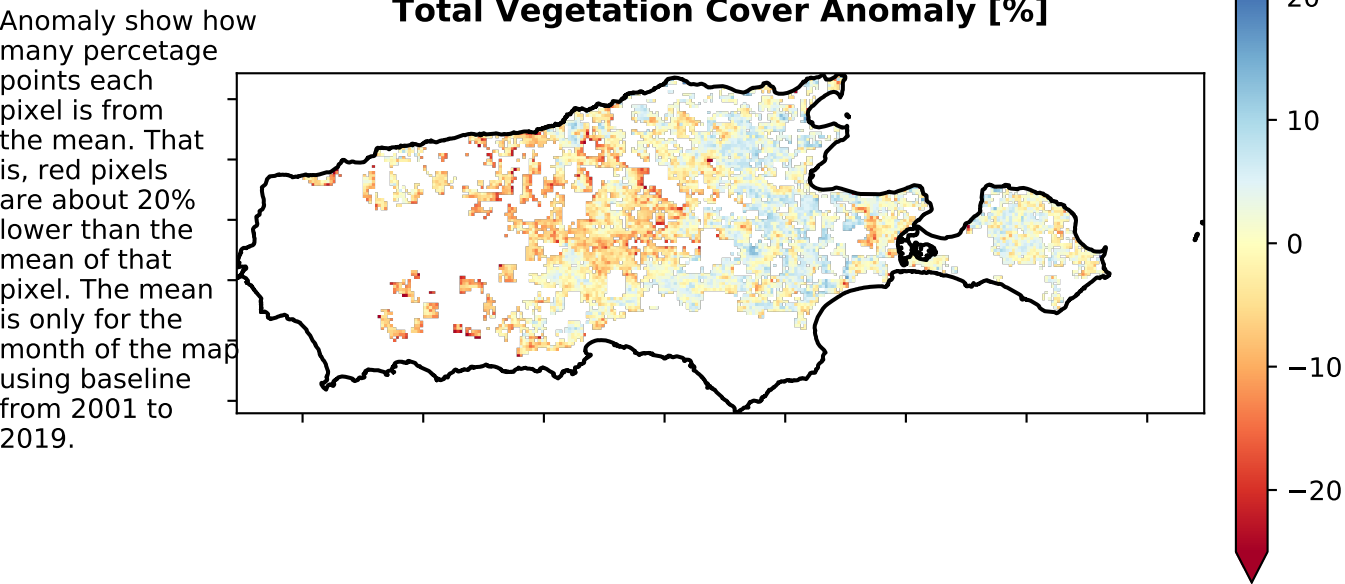 Total Vegetation Cover Anomaly [%]
Anomaly show how
many percetage
points each
pixel is from
the mean. That
is, red pixels
are about 20%
lower than the
mean of that
pixel. The mean
is only for the
month of the map
using baseline
from 2001 to
2019.
20
10
0
−10
−20